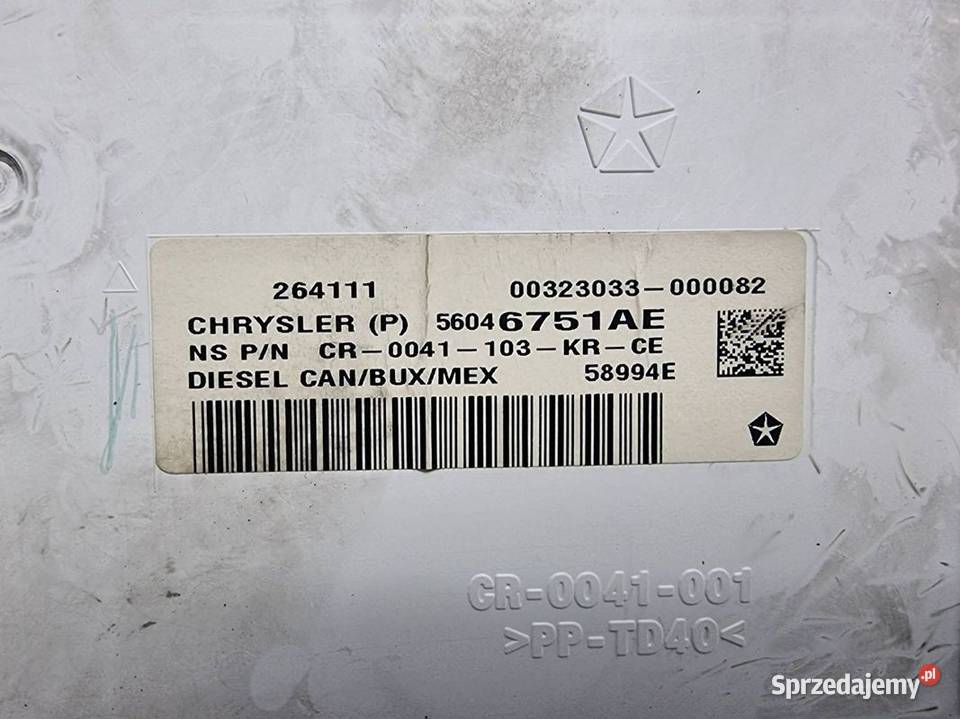 264111 00323033-000082
CHRYSLER (P) 56046751AE
NS P/N CR-0041-103-KR-CE
DIESEL CAN/BUX/MEX 58994E
CR-0041-001
>PP-TD40<
Sprzedajemy.pl